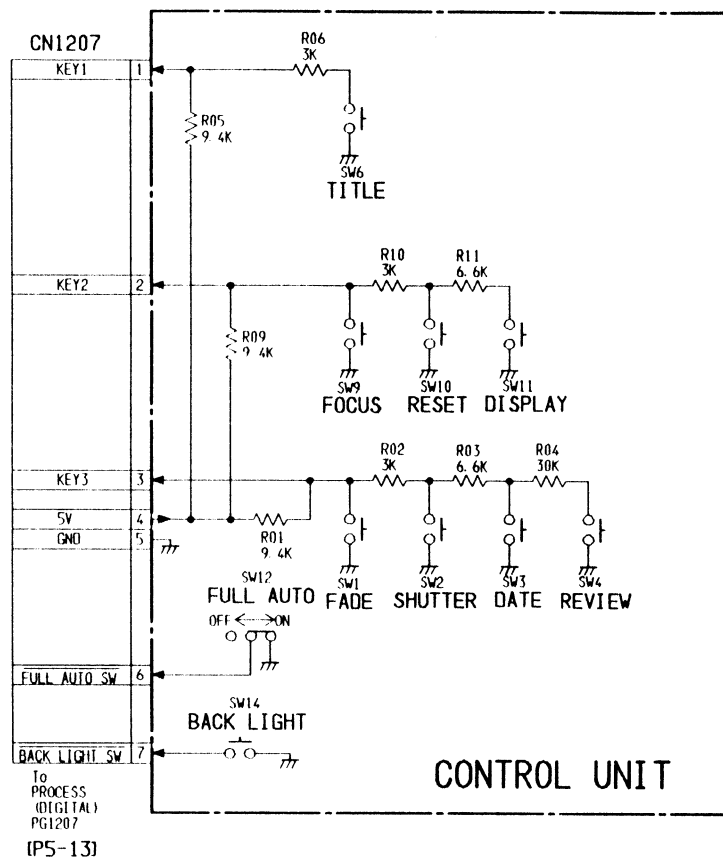 CN1207
KEY1 1
R06
3K
R05
9.4K
SW6
TITLE
KEY2 2
R10
3K
R11
6.6K
R09
9.4K
SW9
SW10
SW11
FOCUS RESET DISPLAY
KEY3 3
R02
3K
R03
6.6K
R04
30K
5V 4
GND 5
R01
9.4K
SW1
SW2
SW3
SW4
FADE SHUTTER DATE REVIEW
SW12
FULL AUTO
OFF ON
FULL AUTO SW 6
SW14
BACK LIGHT
BACK LIGHT SW 7
To
PROCESS
(DIGITAL)
PG1207
[P5-13]
CONTROL UNIT